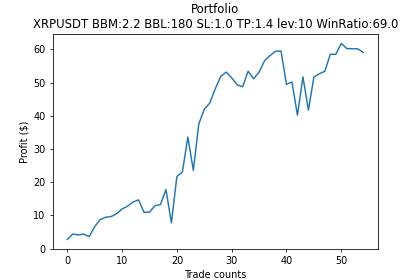 Portfolio
XRPUSDT BBM:2.2 BBL:180 SL:1.0 TP:1.4 lev:10 WinRatio:69.0
60
50
40
30
20
10
0
Profit ($)
0 10 20 30 40 50
Trade counts